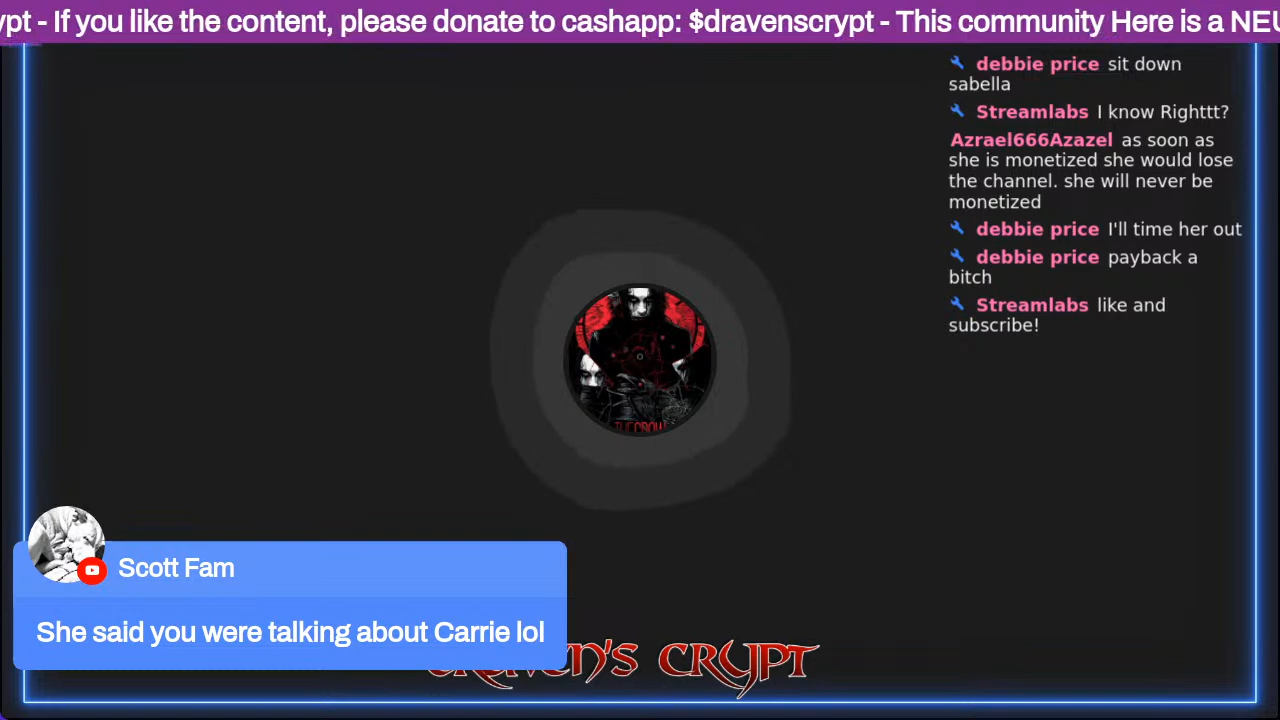 ypt - If you like the content, please donate to cashapp: $dravenscrypt - This community Here is a NEU
debbie price sit down
sabella
Streamlabs I know Righttt?
Azrael666Azazel as soon as
she is monetized she would lose
the channel. she will never be
monetized
debbie price I'll time her out
debbie price payback a
bitch
Streamlabs like and
subscribe!
THE CROW
Scott Fam
She said you were talking about Carrie lol
DRAVEN'S CRYPT